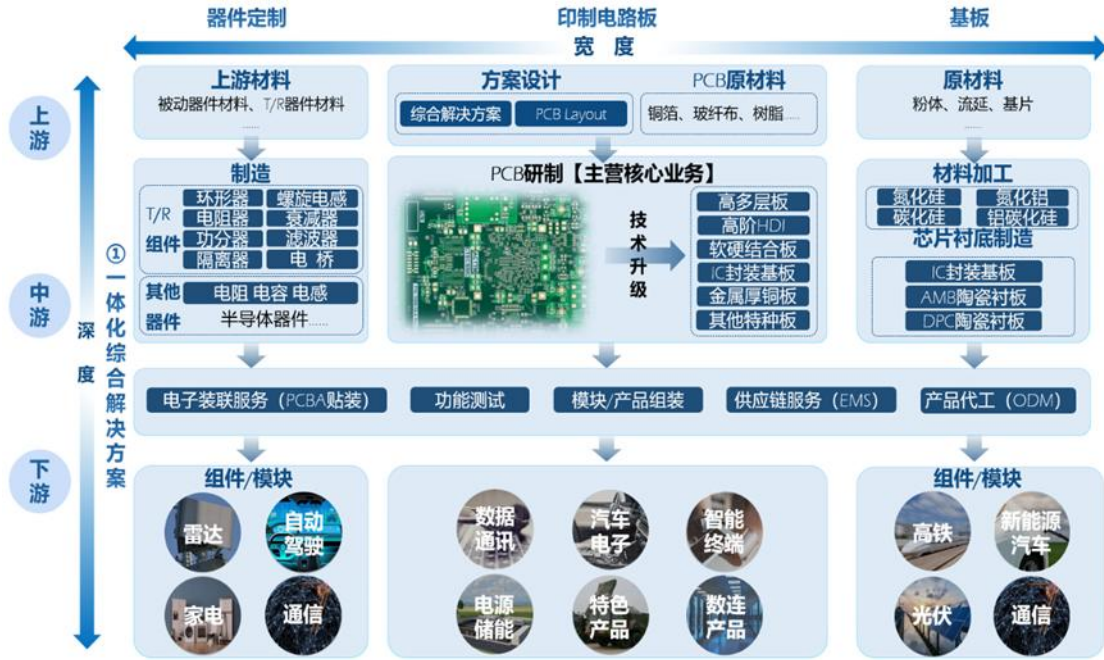 器件定制
印制电路板
基板
宽 度
上游
中游
下游
深 度
①一体化综合解决方案
上游材料
被动器件材料、T/R器件材料
......
方案设计
综合解决方案
PCB Layout
PCB原材料
铜箔、玻纤布、树脂.....
原材料
粉体、流延、基片
......
制造
T/R
组件
环形器
螺旋电感
电阻器
衰减器
功分器
滤波器
隔离器
电 桥
其他
器件
电阻 电容 电感
半导体器件......
PCB研制【主营核心业务】
技术升级
高多层板
高阶HDI
软硬结合板
IC封装基板
金属厚铜板
其他特种板
材料加工
氮化硅
氮化铝
碳化硅
铝碳化硅
芯片衬底制造
IC封装基板
AMB陶瓷衬板
DPC陶瓷衬板
电子装联服务（PCBA贴装）
功能测试
模块/产品组装
供应链服务（EMS）
产品代工（ODM）
组件/模块
雷达
自动
驾驶
家电
通信
数据
通讯
汽车
电子
智能
终端
电源
储能
特色
产品
数连
产品
组件/模块
高铁
新能源
汽车
光伏
通信